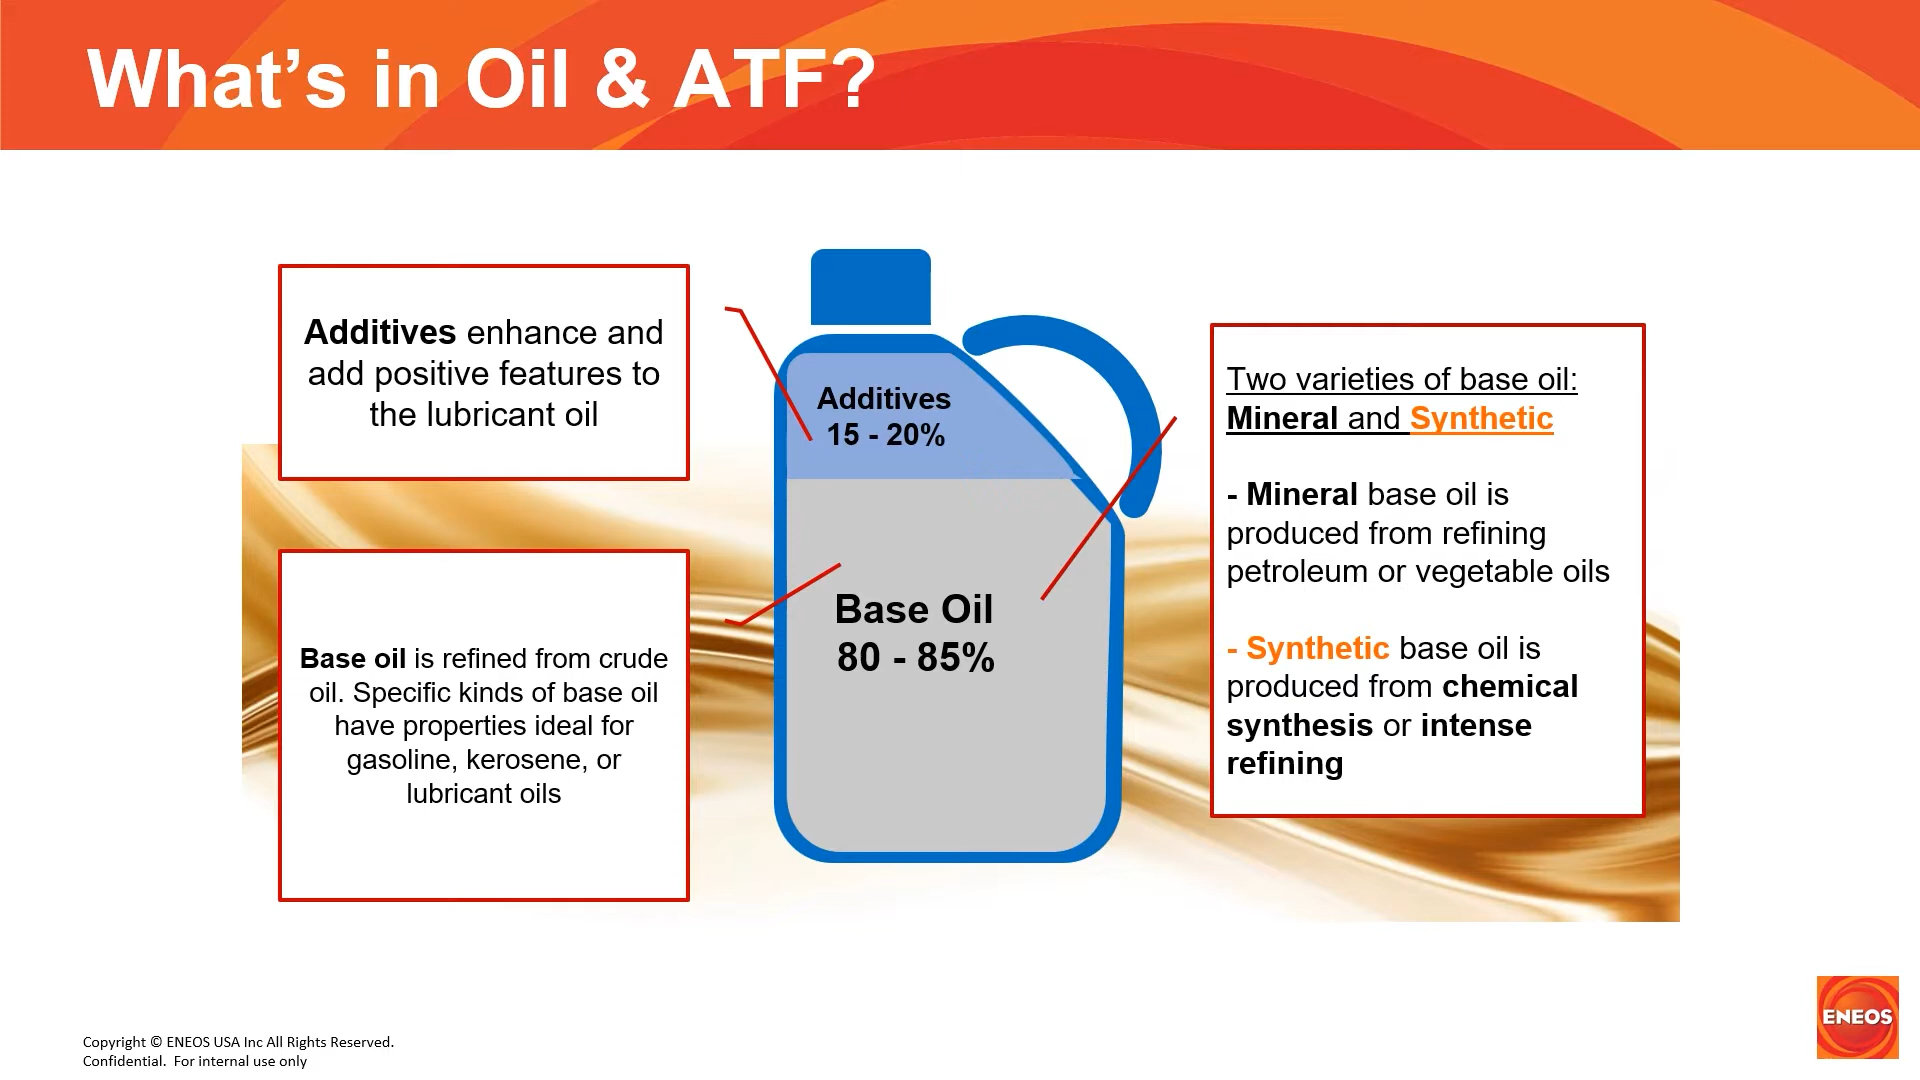 What’s in Oil & ATF?
Additives enhance and
add positive features to
the lubricant oil
Base oil is refined from crude
oil. Specific kinds of base oil
have properties ideal for
gasoline, kerosene, or
lubricant oils
Additives
15 - 20%
Base Oil
80 - 85%
Two varieties of base oil:
Mineral and Synthetic
- Mineral base oil is
produced from refining
petroleum or vegetable oils
- Synthetic base oil is
produced from chemical
synthesis or intense
refining
Copyright © ENEOS USA Inc All Rights Reserved.
Confidential.  For internal use only
ENEOS